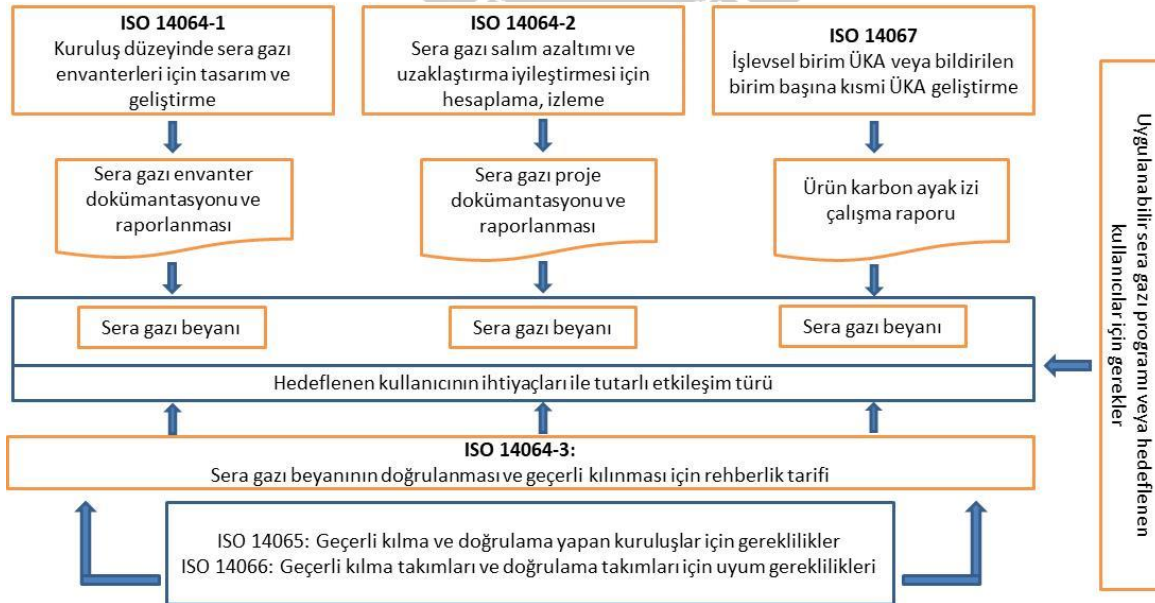 ISO 14064-1
Kuruluş düzeyinde sera gazı
envanterleri için tasarım ve
geliştirme
ISO 14064-2
Sera gazı salım azaltımı ve
uzaklaştırma iyileştirmesi için
hesaplama, izleme
ISO 14067
İşlevsel birim ÜKA veya bildirilen
birim başına kısmi ÜKA geliştirme
Sera gazı envanter
dokümantasyonu ve
raporlanması
Sera gazı proje
dokümantasyonu ve
raporlanması
Ürün karbon ayak izi
çalışma raporu
Sera gazı beyanı
Sera gazı beyanı
Sera gazı beyanı
Hedeflenen kullanıcının ihtiyaçları ile tutarlı etkileşim türü
ISO 14064-3:
Sera gazı beyanının doğrulanması ve geçerli kılınması için rehberlik tarifi
ISO 14065: Geçerli kılma ve doğrulama yapan kuruluşlar için gereklilikler
ISO 14066: Geçerli kılma takımları ve doğrulama takımları için uyum gereklilikleri
Uygulanabilir sera gazı programı veya hedeflenen
kullanıcılar için gerekler